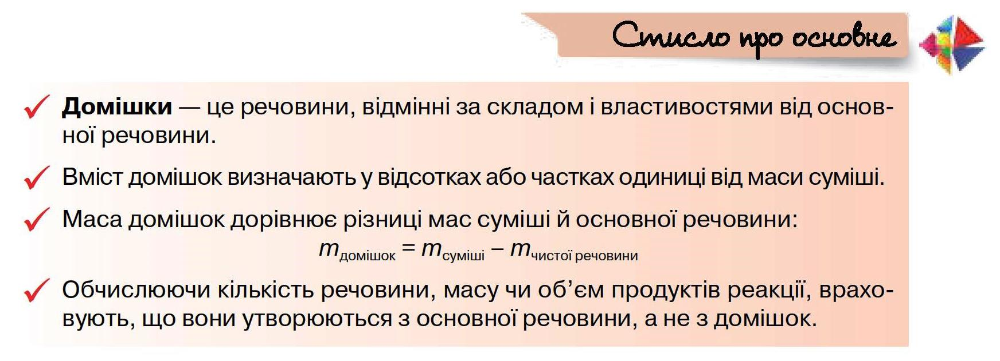 Стисло про основне
Домішки — це речовини, відмінні за складом і властивостями від основ-
ної речовини.
Вміст домішок визначають у відсотках або частках одиниці від маси суміші.
Маса домішок дорівнює різниці мас суміші й основної речовини:
mдомішок = mсуміші – mчистої речовини
Обчислюючи кількість речовини, масу чи об’єм продуктів реакції, врахо-
вують, що вони утворюються з основної речовини, а не з домішок.